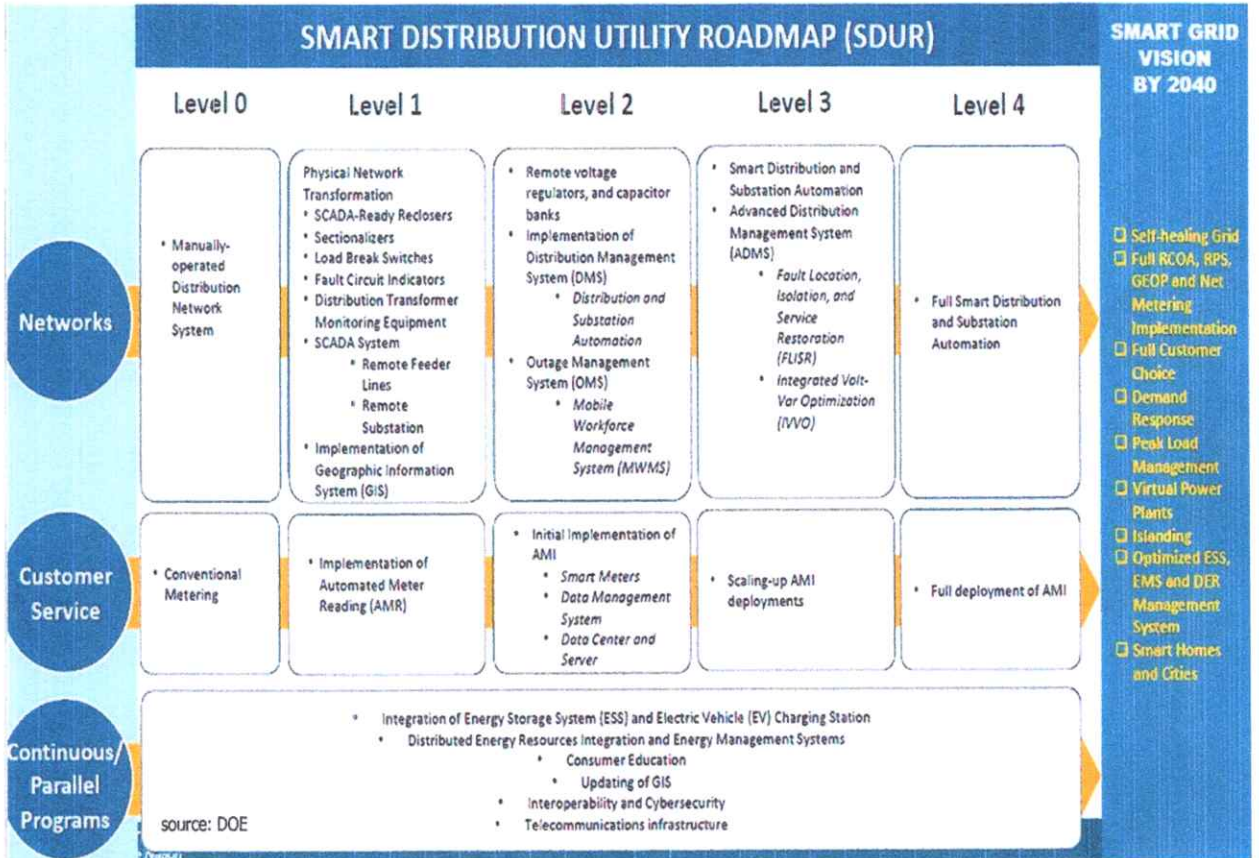 SMART DISTRIBUTION UTILITY ROADMAP (SDUR)
SMART GRID
VISION
BY 2040
Level 0
Level 1
Level 2
Level 3
Level 4
Networks
• Manually-
operated
Distribution
Network
System
Physical Network
Transformation
• SCADA-Ready Reclosers
• Sectionalizers
• Load Break Switches
• Fault Circuit Indicators
• Distribution Transformer
Monitoring Equipment
• SCADA System
• Remote Feeder
Lines
• Remote
Substation
• Implementation of
Geographic Information
System (GIS)
• Remote voltage
regulators, and capacitor
banks
• Implementation of
Distribution Management
System (DMS)
• Distribution and
Substation
Automation
• Outage Management
System (OMS)
• Mobile
Workforce
Management
System (MWMS)
• Smart Distribution and
Substation Automation
• Advanced Distribution
Management System
(ADMS)
• Fault Location,
Isolation, and
Service
Restoration
(FLISR)
• Integrated Volt-
Var Optimization
(IVVO)
• Full Smart Distribution
and Substation
Automation
Customer
Service
• Conventional
Metering
• Implementation of
Automated Meter
Reading (AMR)
• Initial Implementation of
AMI
• Smart Meters
• Data Management
System
• Data Center and
Server
• Scaling-up AMI
deployments
• Full deployment of AMI
Continuous/
Parallel
Programs
• Integration of Energy Storage System (ESS) and Electric Vehicle (EV) Charging Station
• Distributed Energy Resources Integration and Energy Management Systems
• Consumer Education
• Updating of GIS
• Interoperability and Cybersecurity
• Telecommunications infrastructure
source: DOE
❑ Self-healing Grid
❑ Full RCOA, RPS,
GEOP and Net
Metering
Implementation
❑ Full Customer
Choice
❑ Demand
Response
❑ Peak Load
Management
❑ Virtual Power
Plants
❑ Islanding
❑ Optimized ESS,
EMS and DER
Management
System
❑ Smart Homes
and Cities